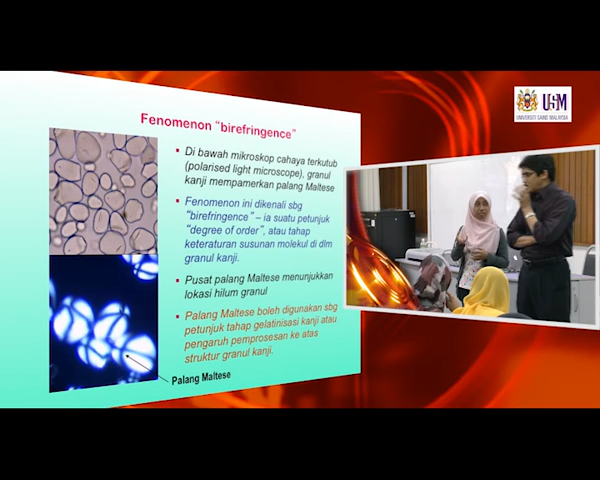 USM
UNIVERSITI SAINS MALAYSIA
Fenomenon “birefringence”
Di bawah mikroskop cahaya terkutub
(polarised light microscope), granul
kanji mempamerkan palang Maltese
Fenomenon ini dikenali sbg
“birefringence” – ia suatu petunjuk
“degree of order”, atau tahap
keteraturan susunan molekul di dlm
granul kanji.
Pusat palang Maltese menunjukkan
lokasi hilum granul
Palang Maltese boleh digunakan sbg
petunjuk tahap gelatinisasi kanji atau
pengaruh pemprosesan ke atas
struktur granul kanji.
Palang Maltese